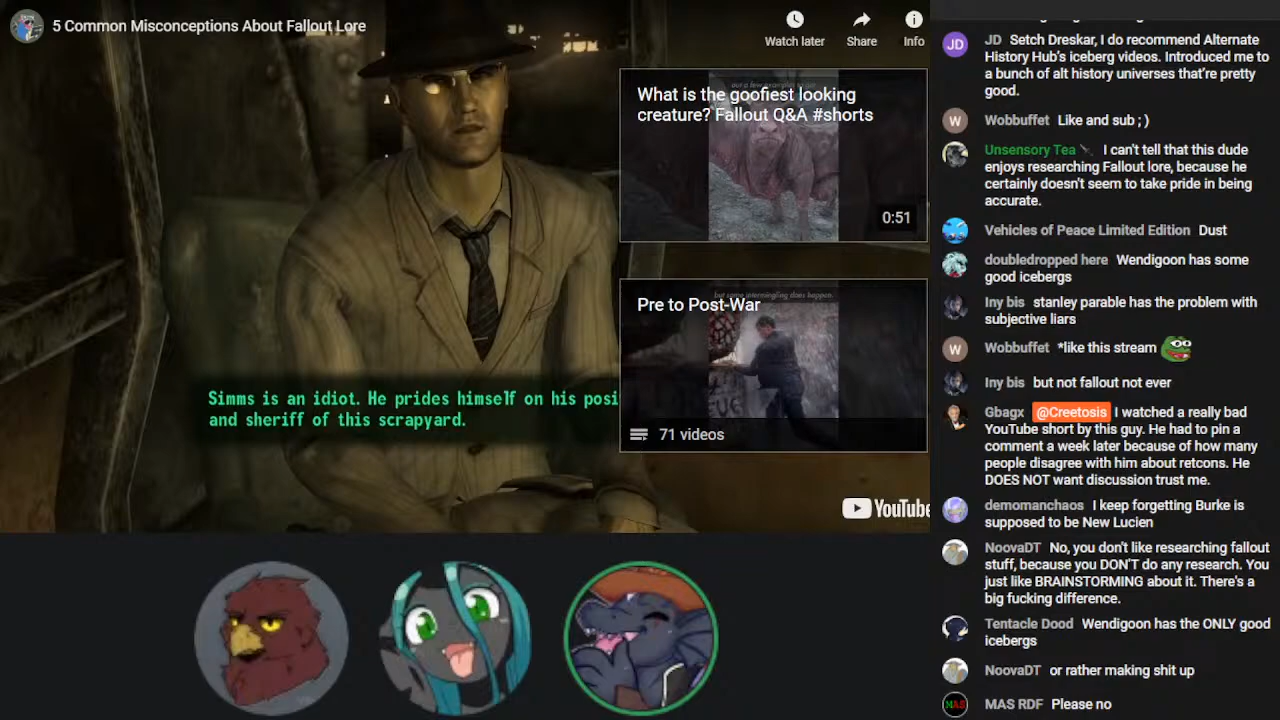 5 Common Misconceptions About Fallout Lore
Watch later
Share
Info
What is the goofiest looking
creature? Fallout Q&A #shorts
0:51
but some intermingling does happen.
Pre to Post-War
71 videos
Simms is an idiot. He prides himself on his posi
and sheriff of this scrapyard.
YouTube
JD Setch Dreskar, I do recommend Alternate
History Hub's iceberg videos. Introduced me to
a bunch of alt history universes that're pretty
good.
W
Wobbuffet Like and sub ; )
Unsensory Tea I can't tell that this dude
enjoys researching Fallout lore, because he
certainly doesn't seem to take pride in being
accurate.
Vehicles of Peace Limited Edition Dust
doubledropped here Wendigoon has some
good icebergs
Iny bis stanley parable has the problem with
subjective liars
W
Wobbuffet *like this stream
Iny bis but not fallout not ever
Gbagx @Creetosis I watched a really bad
YouTube short by this guy. He had to pin a
comment a week later because of how many
people disagree with him about retcons. He
DOES NOT want discussion trust me.
demomanchaos I keep forgetting Burke is
supposed to be New Lucien
NoovaDT No, you don't like researching fallout
stuff, because you DON'T do any research. You
just like BRAINSTORMING about it. There's a
big fucking difference.
Tentacle Dood Wendigoon has the ONLY good
icebergs
NoovaDT or rather making shit up
MAS
MAS RDF Please no